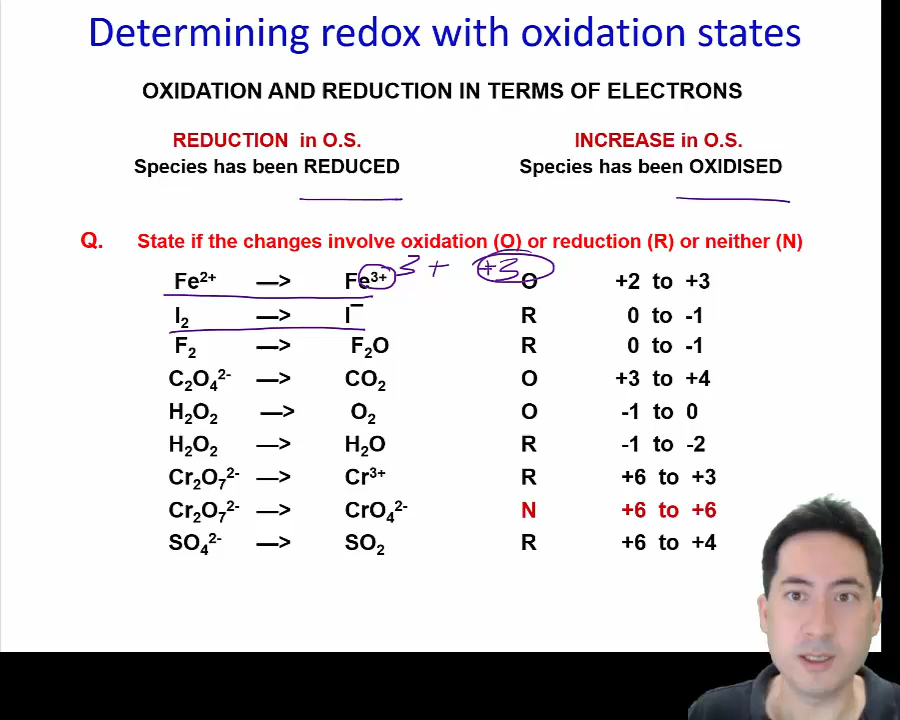 Determining redox with oxidation states
OXIDATION AND REDUCTION IN TERMS OF ELECTRONS
REDUCTION in O.S. INCREASE in O.S.
Species has been REDUCED Species has been OXIDISED
Q. State if the changes involve oxidation (O) or reduction (R) or neither (N)
3+ +3
Fe²⁺ —> Fe³⁺ O +2 to +3
I₂ —> I⁻ R 0 to -1
F₂ —> F₂O R 0 to -1
C₂O₄²⁻ —> CO₂ O +3 to +4
H₂O₂ —> O₂ O -1 to 0
H₂O₂ —> H₂O R -1 to -2
Cr₂O₇²⁻ —> Cr³⁺ R +6 to +3
Cr₂O₇²⁻ —> CrO₄²⁻ N +6 to +6
SO₄²⁻ —> SO₂ R +6 to +4